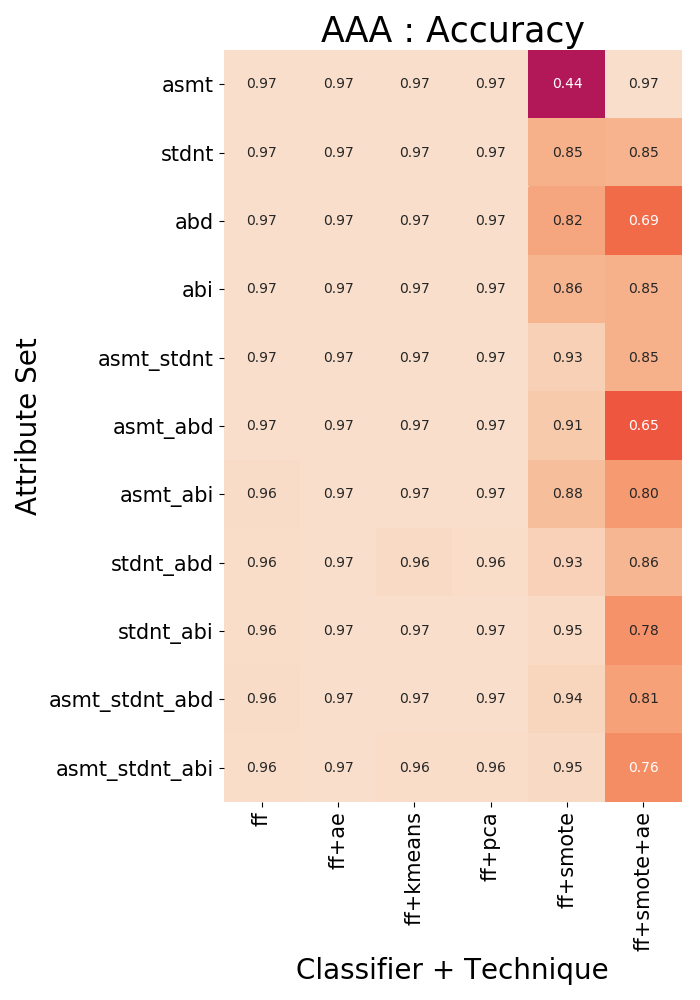 AAA : Accuracy
Attribute Set
asmt 0.97 0.97 0.97 0.97 0.44 0.97
stdnt 0.97 0.97 0.97 0.97 0.85 0.85
abd 0.97 0.97 0.97 0.97 0.82 0.69
abi 0.97 0.97 0.97 0.97 0.86 0.85
asmt_stdnt 0.97 0.97 0.97 0.97 0.93 0.85
asmt_abd 0.97 0.97 0.97 0.97 0.91 0.65
asmt_abi 0.96 0.97 0.97 0.97 0.88 0.80
stdnt_abd 0.96 0.97 0.96 0.96 0.93 0.86
stdnt_abi 0.96 0.97 0.97 0.97 0.95 0.78
asmt_stdnt_abd 0.96 0.97 0.97 0.97 0.94 0.81
asmt_stdnt_abi 0.96 0.97 0.96 0.96 0.95 0.76
ff ff+ae ff+kmeans ff+pca ff+smote ff+smote+ae
Classifier + Technique